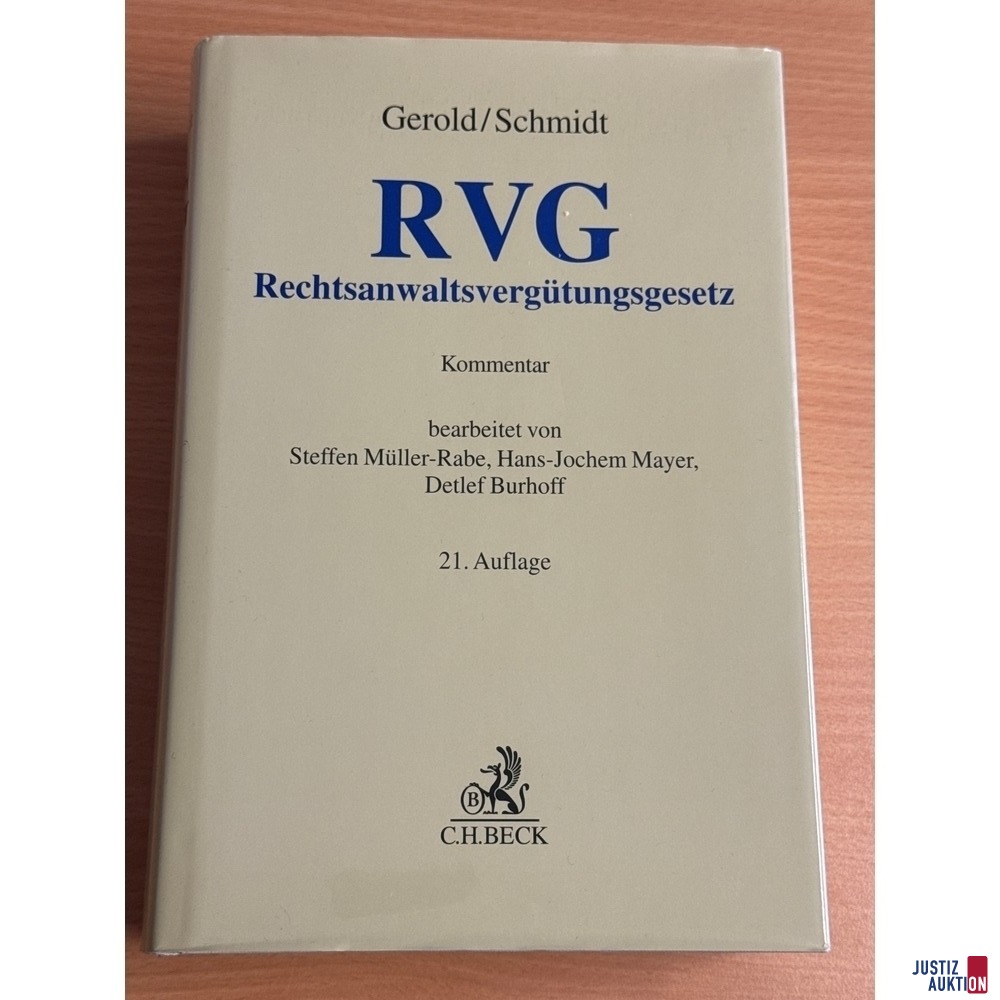 Gerold/Schmidt
RVG
Rechtsanwaltsvergütungsgesetz
Kommentar
bearbeitet von
Steffen Müller-Rabe, Hans-Jochem Mayer,
Detlef Burhoff
21. Auflage
B
C.H.BECK
JUSTIZ
AUKTION